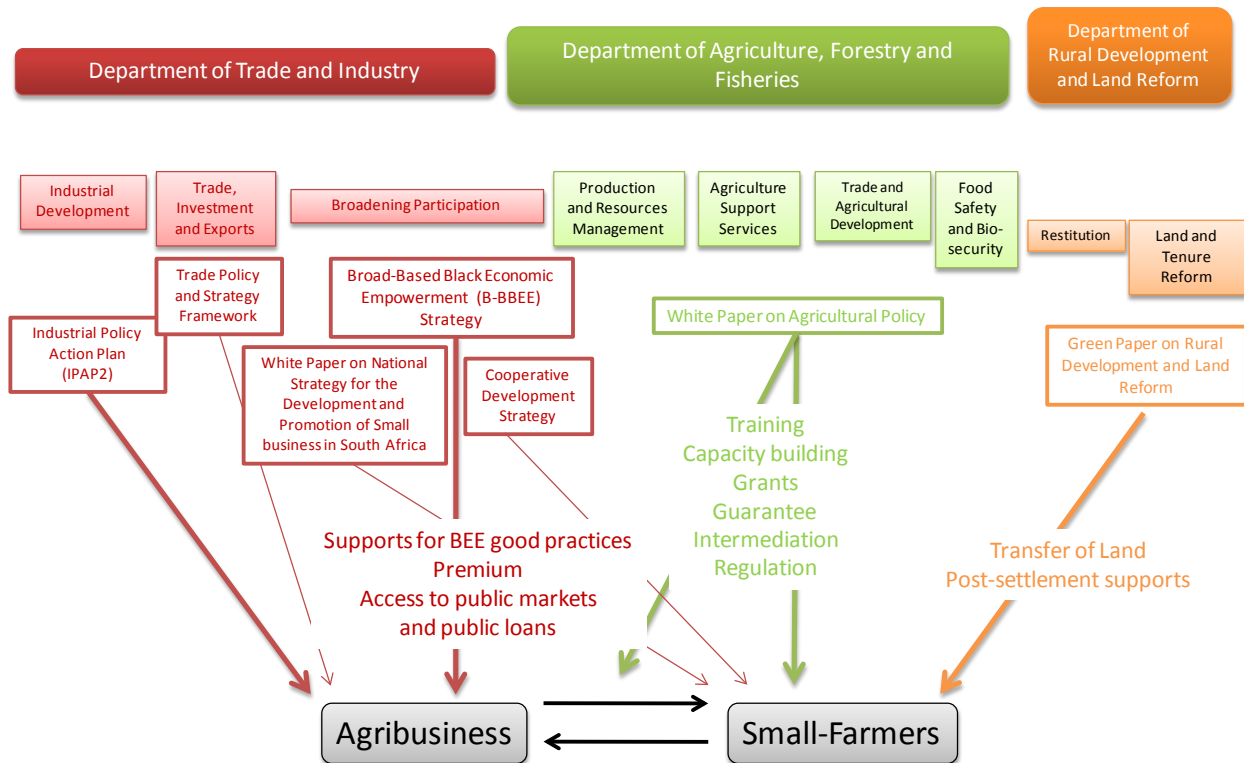 Department of Trade and Industry
Department of Agriculture, Forestry and
Fisheries
Department of
Rural Development
and Land Reform
Industrial
Development
Trade,
Investment
and Exports
Broadening Participation
Production
and Resources
Management
Agriculture
Support
Services
Trade and
Agricultural
Development
Food
Safety
and Bio-
security
Restitution
Land and
Tenure
Reform
Trade Policy
and Strategy
Framework
Broad-Based Black Economic
Empowerment (B-BBEE)
Strategy
White Paper on Agricultural Policy
Industrial Policy
Action Plan
(IPAP2)
White Paper on National
Strategy for the
Development and
Promotion of Small
business in South Africa
Cooperative
Development
Strategy
Green Paper on Rural
Development and Land
Reform
Training
Capacity building
Grants
Guarantee
Intermediation
Regulation
Supports for BEE good practices
Premium
Access to public markets
and public loans
Transfer of Land
Post-settlement supports
Agribusiness
Small-Farmers